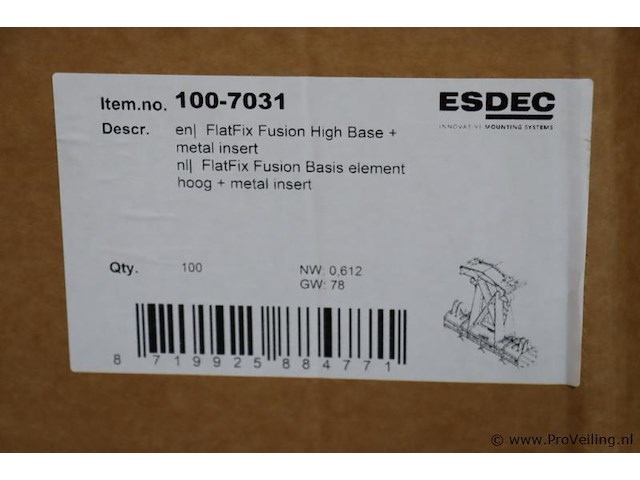 Item.no. 100-7031
ESDEC
INNOVATIVE MOUNTING SYSTEMS
Descr. en| FlatFix Fusion High Base +
metal insert
nl| FlatFix Fusion Basis element
hoog + metal insert
Qty. 100 NW: 0,612
GW: 78
8 719925 884771
© www.ProVeiling.nl